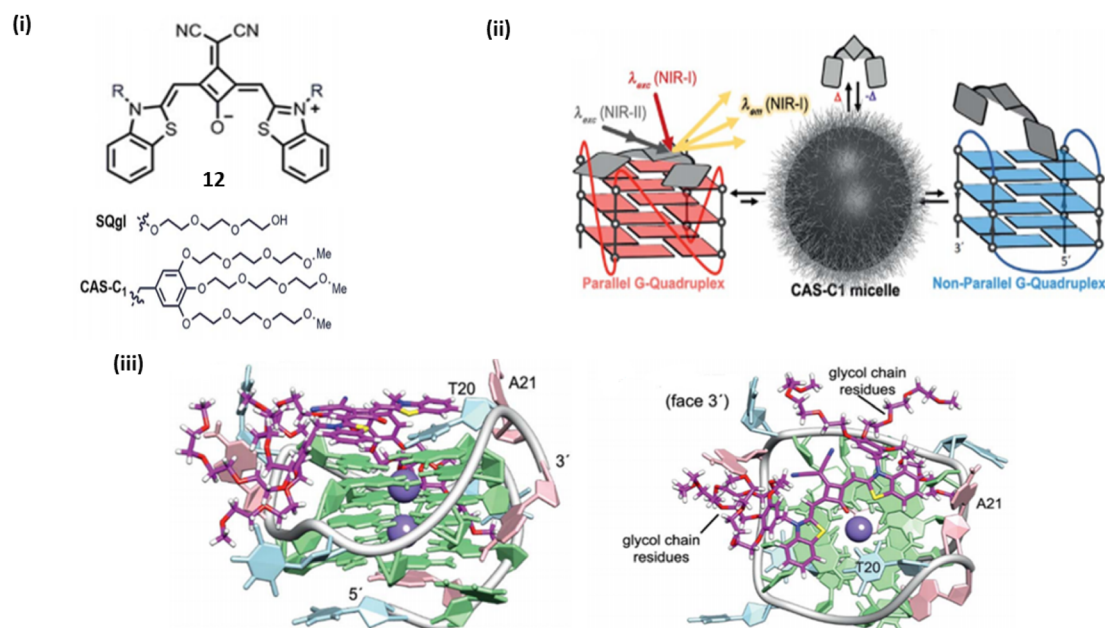 (i)
NC CN
R R
N N+
S S
O-
12
SQgl O O O OH
CAS-C1
O O O O Me
O O O O Me
O O O O Me
(ii)
λexc (NIR-I)
λexc (NIR-II)
λem (NIR-I)
Δ -Δ
3´ 5´
Parallel G-Quadruplex
CAS-C1 micelle
Non-Parallel G-Quadruplex
(iii)
T20
A21
3´
5´
glycol chain
residues
(face 3´)
A21
glycol chain
residues
T20